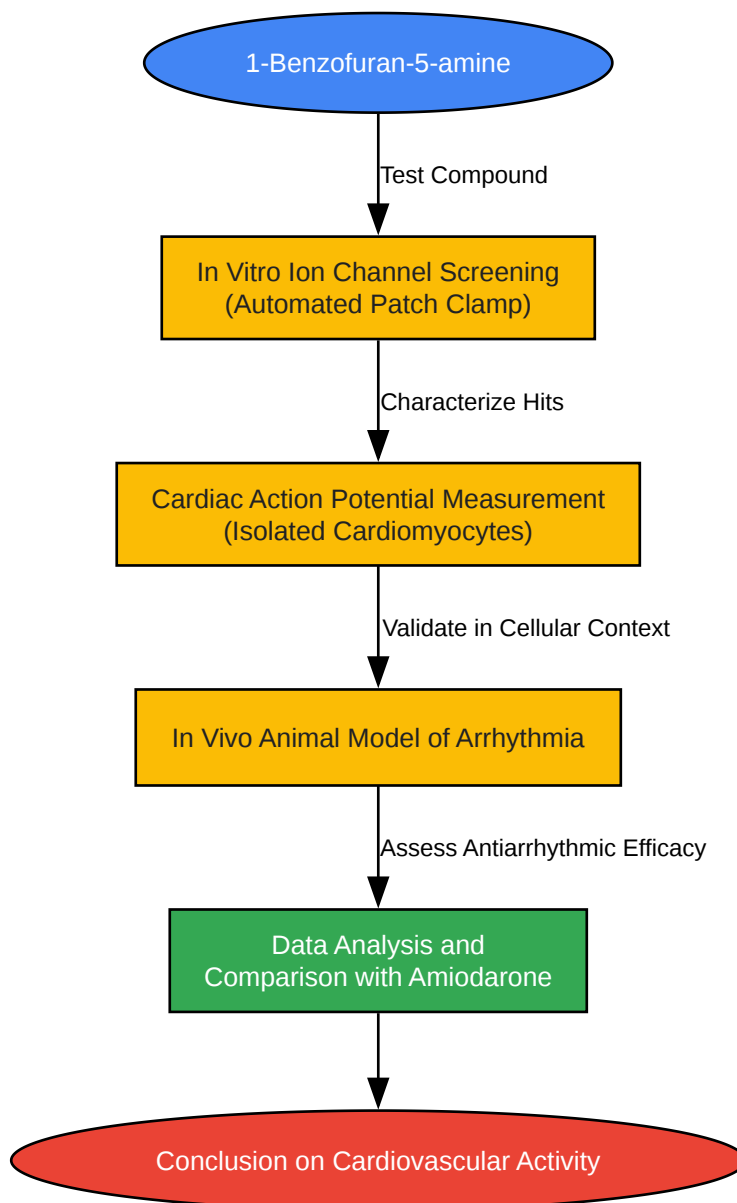 1-Benzofuran-5-amine
Test Compound
In Vitro Ion Channel Screening
(Automated Patch Clamp)
Characterize Hits
Cardiac Action Potential Measurement
(Isolated Cardiomyocytes)
Validate in Cellular Context
In Vivo Animal Model of Arrhythmia
Assess Antiarrhythmic Efficacy
Data Analysis and
Comparison with Amiodarone
Conclusion on Cardiovascular Activity